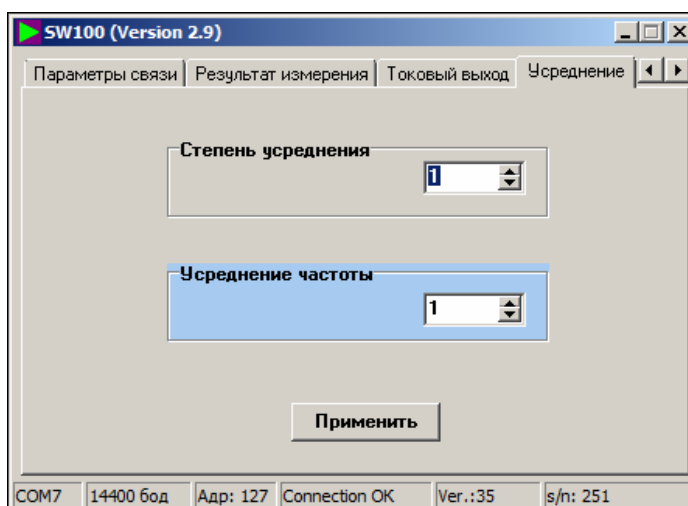 SW100 (Version 2.9)
Параметры связи Результат измерения Токовый выход Усреднение
Степень усреднения
1
Усреднение частоты
1
Применить
COM7 14400 бод Адр: 127 Connection OK Ver.:35 s/n: 251